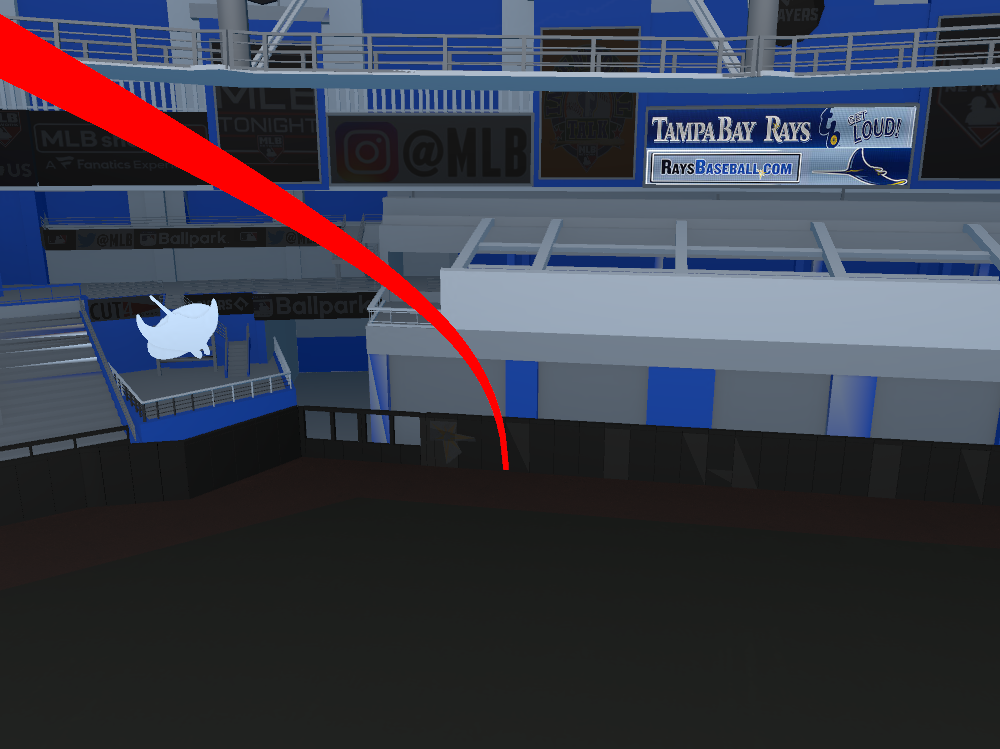 AYERS
MLB
TONIGHT
MLB
MLB
A Fanatics Exper
US
@MLB
TAMPA BAY RAYS
GET
LOUD!
RAYSBASEBALL.COM
@MLB
Ballpark
CUT4
Ballpark